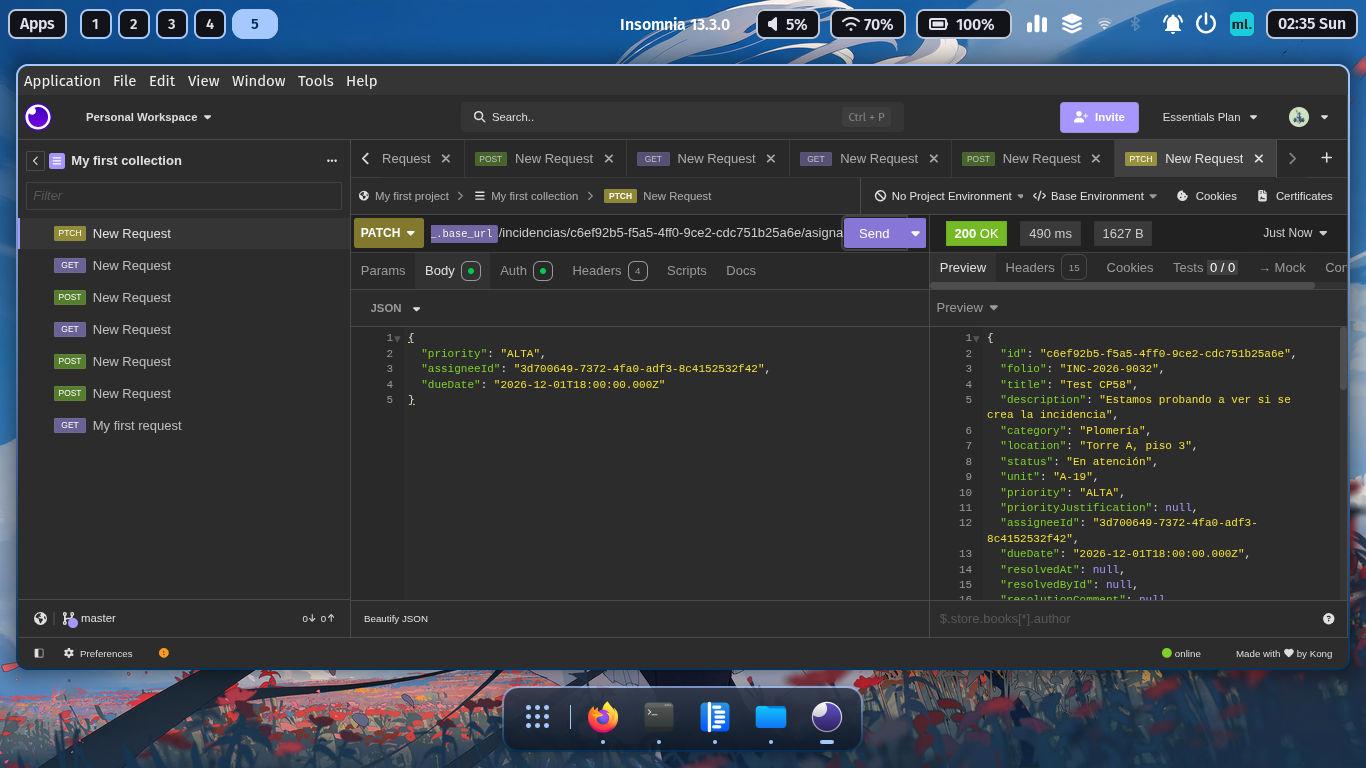 Apps 1 2 3 4 5 Insomnia 13.3.0 5% 70% 100% ml. 02:35 Sun
Application File Edit View Window Tools Help
Personal Workspace Search.. Ctrl + P Invite Essentials Plan
My first collection
Filter
PTCH New Request
GET New Request
POST New Request
GET New Request
POST New Request
POST New Request
GET My first request
master 0 0
Request POST New Request GET New Request GET New Request POST New Request PTCH New Request
My first project My first collection PTCH New Request No Project Environment Base Environment Cookies Certificates
PATCH _.base_url/incidencias/c6ef92b5-f5a5-4ff0-9ce2-cdc751b25a6e/asigna Send
Params Body Auth Headers 4 Scripts Docs
JSON
1 {
2 "priority": "ALTA",
3 "assigneeId": "3d700649-7372-4fa0-adf3-8c4152532f42",
4 "dueDate": "2026-12-01T18:00:00.000Z"
5 }
Beautify JSON
200 OK 490 ms 1627 B Just Now
Preview Headers 15 Cookies Tests 0 / 0 → Mock Con
Preview
1 {
2 "id": "c6ef92b5-f5a5-4ff0-9ce2-cdc751b25a6e",
3 "folio": "INC-2026-9032",
4 "title": "Test CP58",
5 "description": "Estamos probando a ver si se
crea la incidencia",
6 "category": "Plomería",
7 "location": "Torre A, piso 3",
8 "status": "En atención",
9 "unit": "A-19",
10 "priority": "ALTA",
11 "priorityJustification": null,
12 "assigneeId": "3d700649-7372-4fa0-adf3-
8c4152532f42",
13 "dueDate": "2026-12-01T18:00:00.000Z",
14 "resolvedAt": null,
15 "resolvedById": null,
16 "resolutionComment": null
$.store.books[*].author
Preferences online Made with by Kong